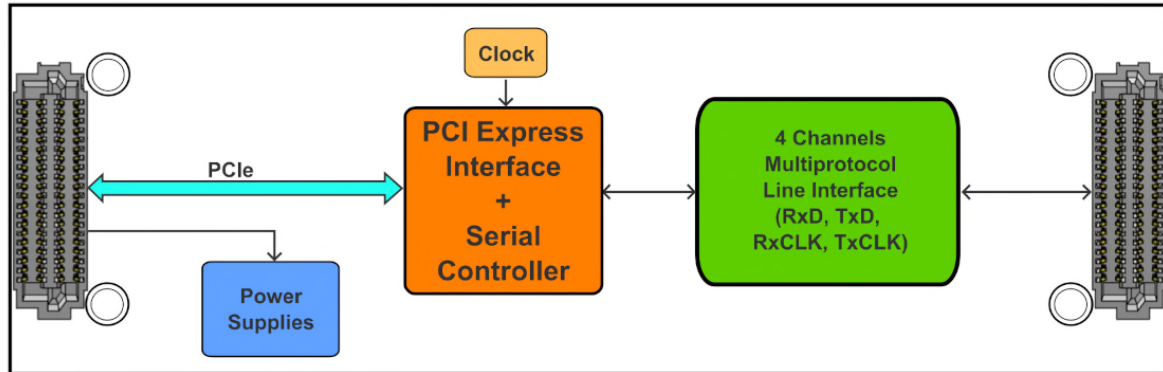 Clock
PCIe
PCI Express
Interface
+
Serial
Controller
4 Channels
Multiprotocol
Line Interface
(RxD, TxD,
RxCLK, TxCLK)
Power
Supplies